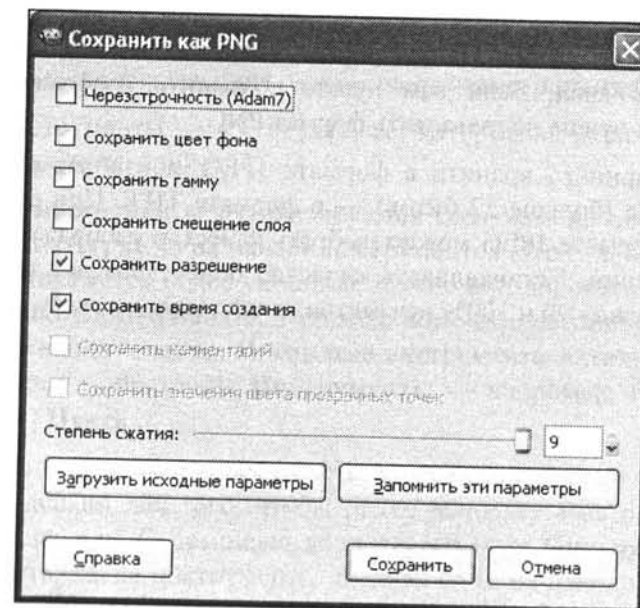 Сохранить как PNG
Черезстрочность (Adam7)
Сохранить цвет фона
Сохранить гамму
Сохранить смещение слоя
Сохранить разрешение
Сохранить время создания
Сохранить комментарий
Сохранить значения цвета прозрачных точек
Степень сжатия: 9
Загрузить исходные параметры Запомнить эти параметры
Справка Сохранить Отмена